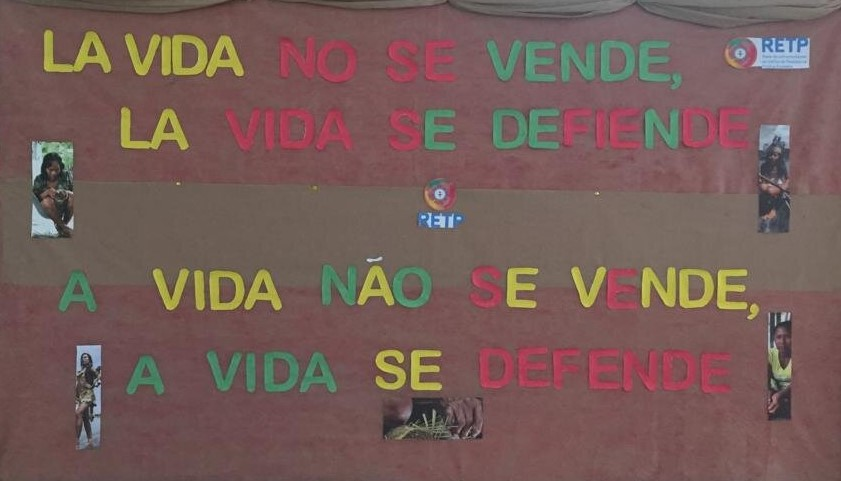 LA VIDA NO SE VENDE,
RETP
LA VIDA SE DEFIENDE
RETP
A VIDA NÃO SE VENDE,
A VIDA SE DEFENDE